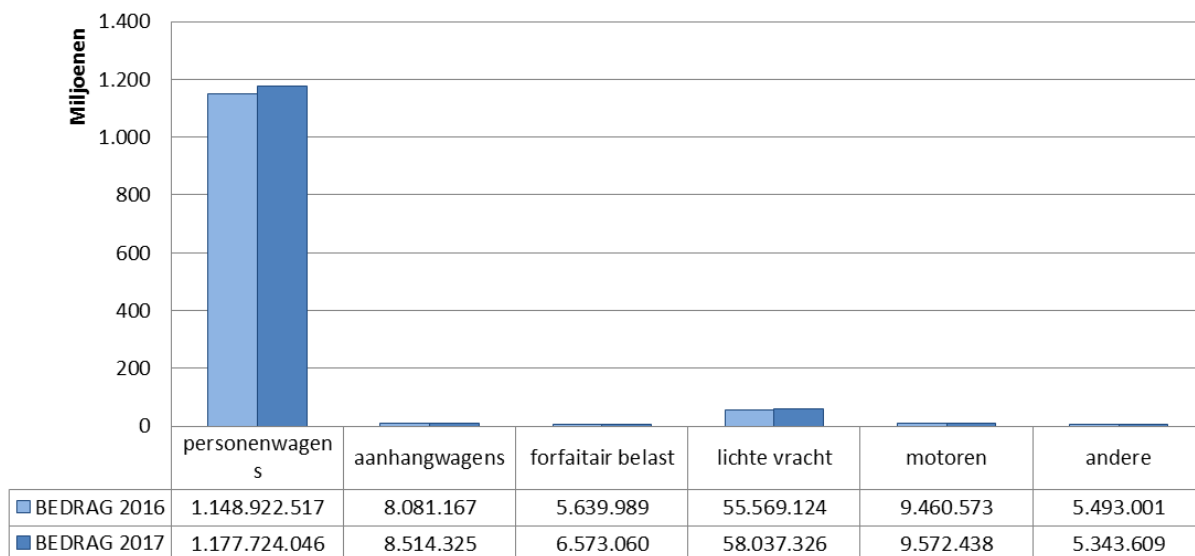 Miljoenen
1.400
1.200
1.000
800
600
400
200
0
personenwagen
s
aanhangwagens
forfaitair belast
lichte vracht
motoren
andere
BEDRAG 2016 1.148.922.517 8.081.167 5.639.989 55.569.124 9.460.573 5.493.001
BEDRAG 2017 1.177.724.046 8.514.325 6.573.060 58.037.326 9.572.438 5.343.609